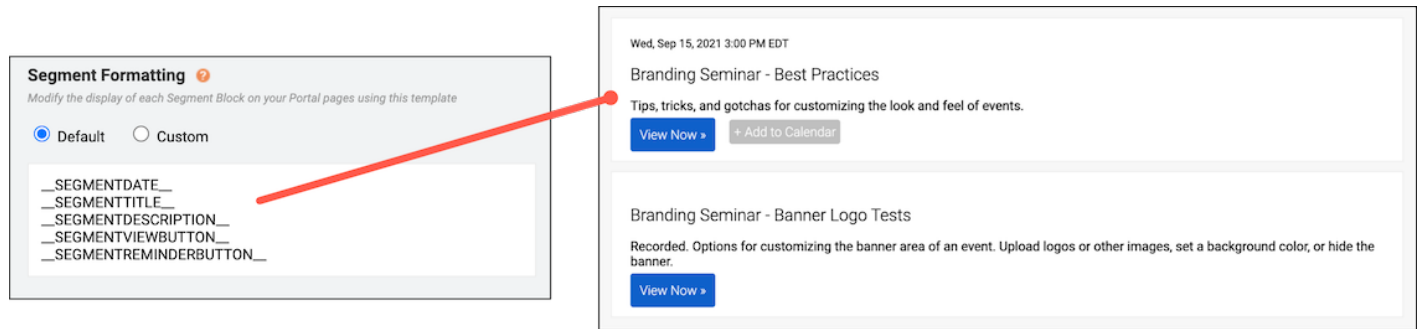 Segment Formatting ?
Modify the display of each Segment Block on your Portal pages using this template
Default Custom
__SEGMENTDATE__
__SEGMENTTITLE__
__SEGMENTDESCRIPTION__
__SEGMENTVIEWBUTTON__
__SEGMENTREMINDERBUTTON__
Wed, Sep 15, 2021 3:00 PM EDT
Branding Seminar - Best Practices
Tips, tricks, and gotchas for customizing the look and feel of events.
View Now » + Add to Calendar
Branding Seminar - Banner Logo Tests
Recorded. Options for customizing the banner area of an event. Upload logos or other images, set a background color, or hide the
banner.
View Now »